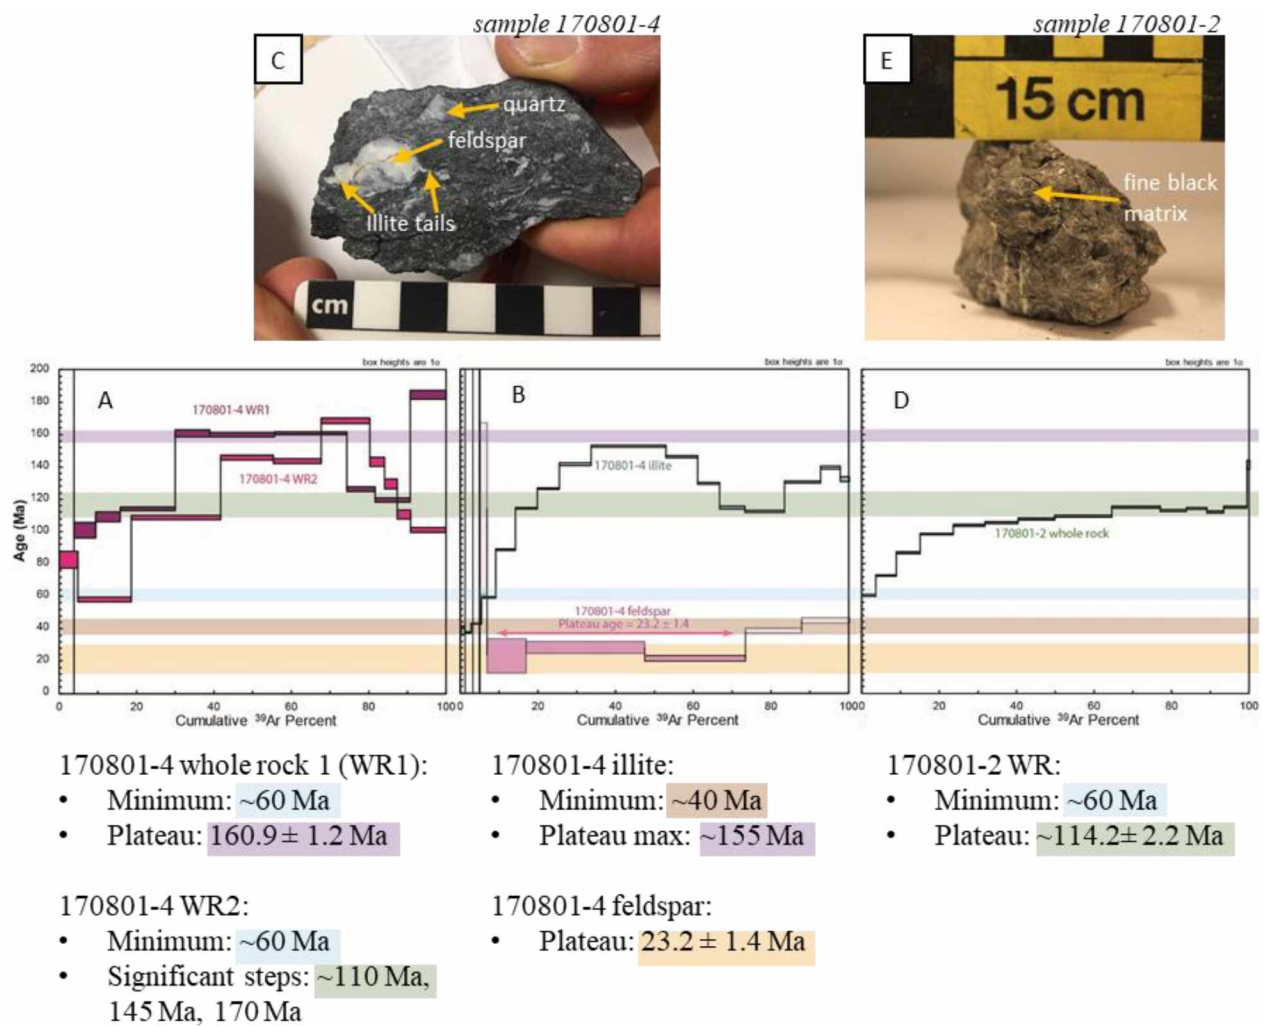 sample 170801-4
sample 170801-2
C
quartz
feldspar
Illite tails
cm
E
15 cm
fine black
matrix
box heights are 1σ
box heights are 1σ
box heights are 1σ
200
180
160
140
120
100
80
60
40
20
0
Age (Ma)
A
170801-4 WR1
170801-4 WR2
0 20 40 60 80 100
Cumulative ³⁹Ar Percent
B
170801-4 illite
170801-4 feldspar
Plateau age = 23.2 ± 1.4
0 20 40 60 80 100
Cumulative ³⁹Ar Percent
D
170801-2 whole rock
0 20 40 60 80 100
Cumulative ³⁹Ar Percent
170801-4 whole rock 1 (WR1):
• Minimum: ~60 Ma
• Plateau: 160.9 ± 1.2 Ma
170801-4 WR2:
• Minimum: ~60 Ma
• Significant steps: ~110 Ma,
145 Ma, 170 Ma
170801-4 illite:
• Minimum: ~40 Ma
• Plateau max: ~155 Ma
170801-4 feldspar:
• Plateau: 23.2 ± 1.4 Ma
170801-2 WR:
• Minimum: ~60 Ma
• Plateau: ~114.2± 2.2 Ma